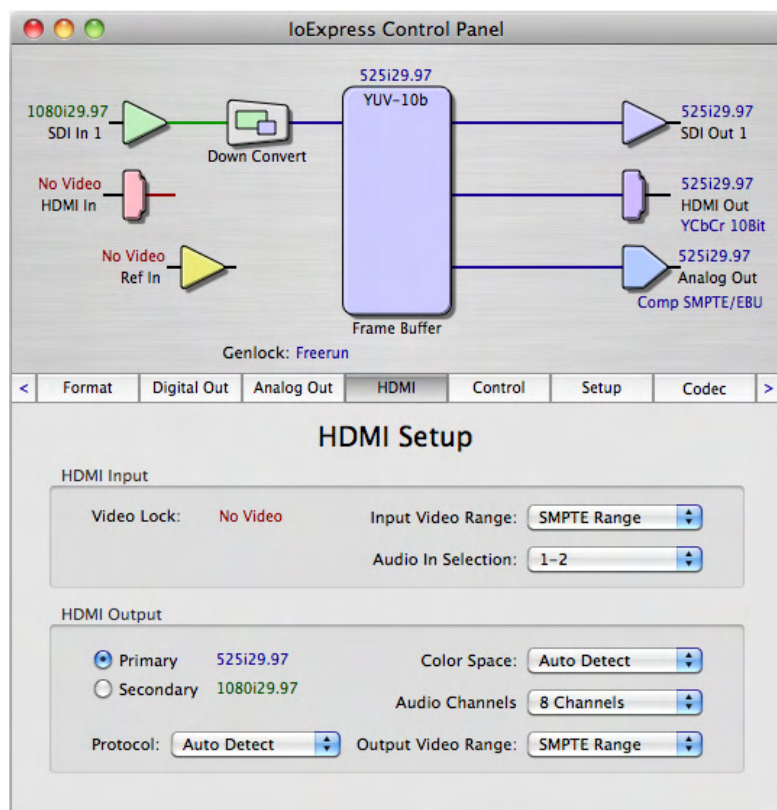 IoExpress Control Panel
525i29.97
YUV-10b
1080i29.97
SDI In 1
Down Convert
525i29.97
SDI Out 1
No Video
HDMI In
525i29.97
HDMI Out
YCbCr 10Bit
No Video
Ref In
525i29.97
Analog Out
Comp SMPTE/EBU
Frame Buffer
Genlock: Freerun
< Format Digital Out Analog Out HDMI Control Setup Codec >
HDMI Setup
HDMI Input
Video Lock: No Video Input Video Range: SMPTE Range
Audio In Selection: 1-2
HDMI Output
Primary 525i29.97 Color Space: Auto Detect
Secondary 1080i29.97 Audio Channels 8 Channels
Protocol: Auto Detect Output Video Range: SMPTE Range